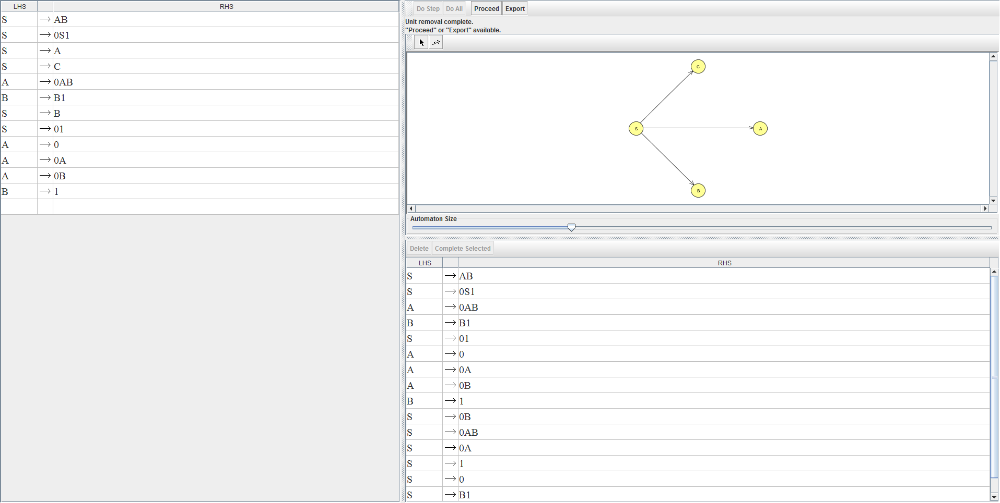 LHS RHS
S → AB
S → 0S1
S → A
S → C
A → 0AB
B → B1
S → B
S → 01
A → 0
A → 0A
A → 0B
B → 1
Do Step Do All Proceed Export
Unit removal complete.
"Proceed" or "Export" available.
C
S A
B
Automaton Size
Delete Complete Selected
LHS RHS
S → AB
S → 0S1
A → 0AB
B → B1
S → 01
A → 0
A → 0A
A → 0B
B → 1
S → 0B
S → 0AB
S → 0A
S → 1
S → 0
S → B1